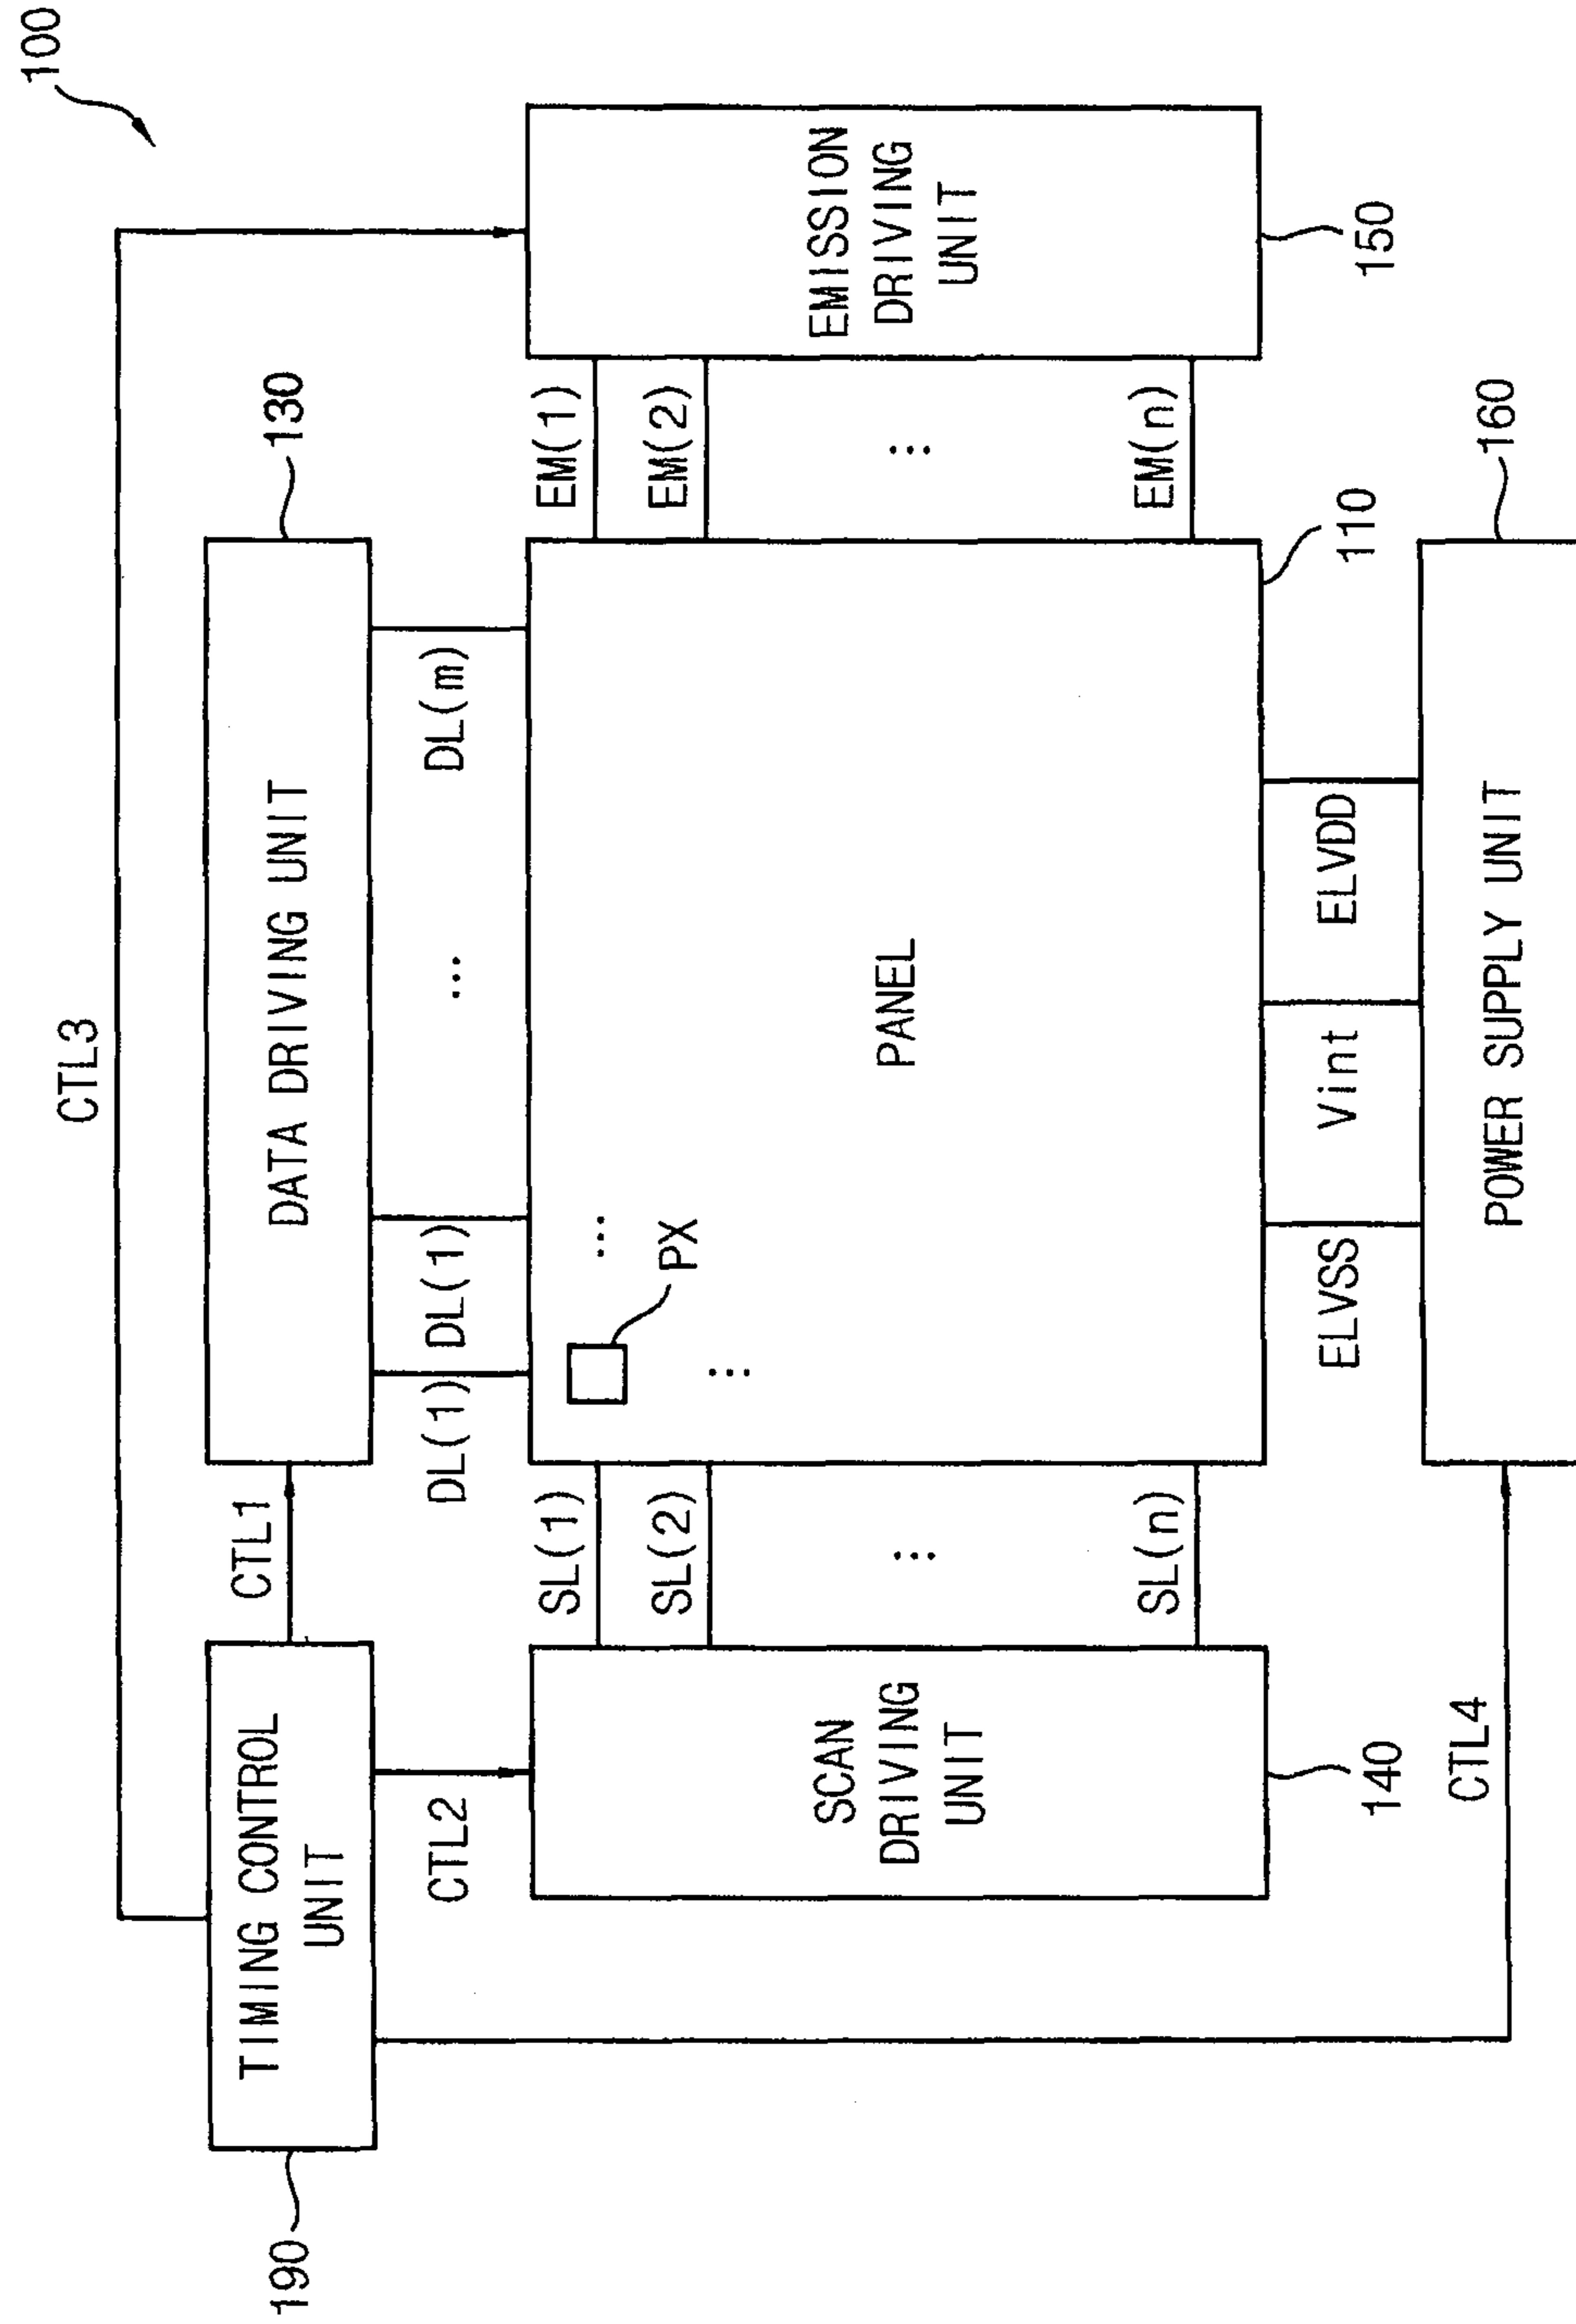 100
CTL3
190
TIMING CONTROL
UNIT
CTL1
DATA DRIVING UNIT
130
CTL2
DL(1)
DL(1)
...
DL(m)
SCAN
DRIVING
UNIT
140
SL(1)
SL(2)
...
SL(n)
PX
...
...
PANEL
110
EM(1)
EM(2)
...
EM(n)
EMISSION
DRIVING
UNIT
150
ELVSS
Vint
ELVDD
CTL4
POWER SUPPLY UNIT
160